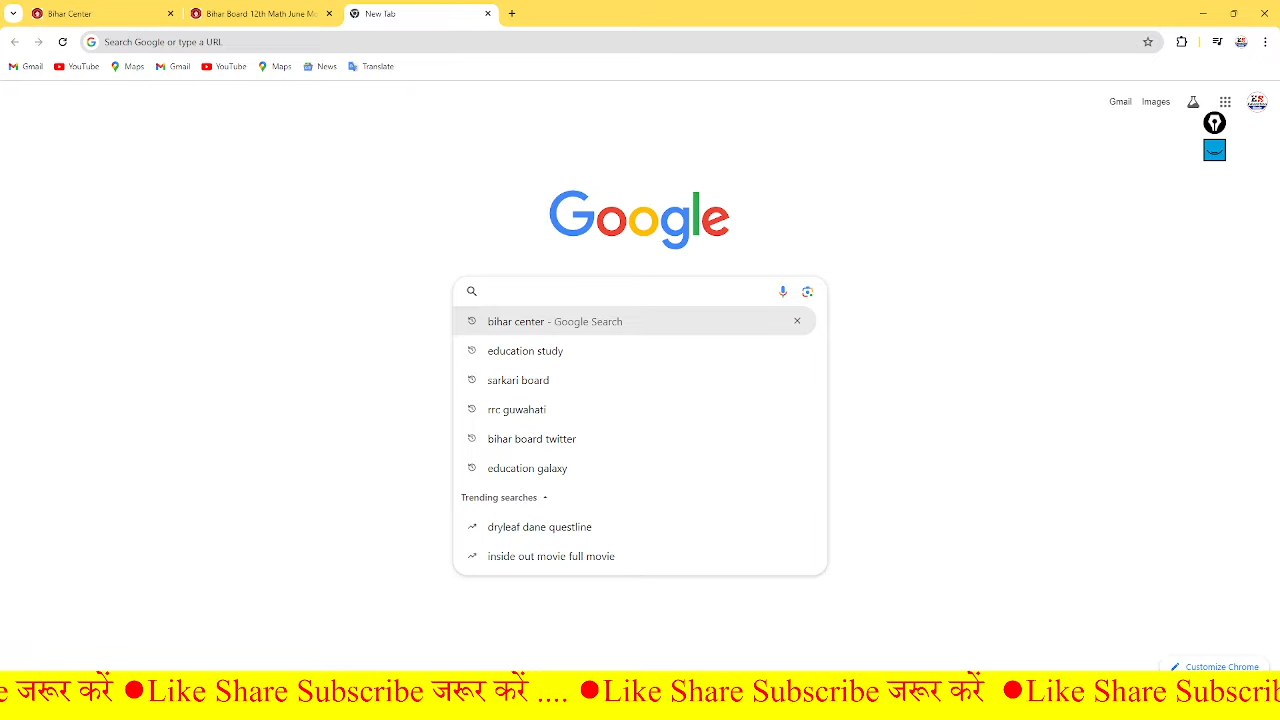 Bihar Center
Bihar Board 12th Math June Mo
New Tab
Search Google or type a URL
Gmail YouTube Maps Gmail YouTube Maps News Translate
Gmail Images
Google
bihar center - Google Search
education study
sarkari board
rrc guwahati
bihar board twitter
education galaxy
Trending searches
dryleaf dane questline
inside out movie full movie
Customize Chrome
e जरूर करें ●Like Share Subscribe जरूर करें .... ●Like Share Subscribe जरूर करें ●Like Share Subscrib